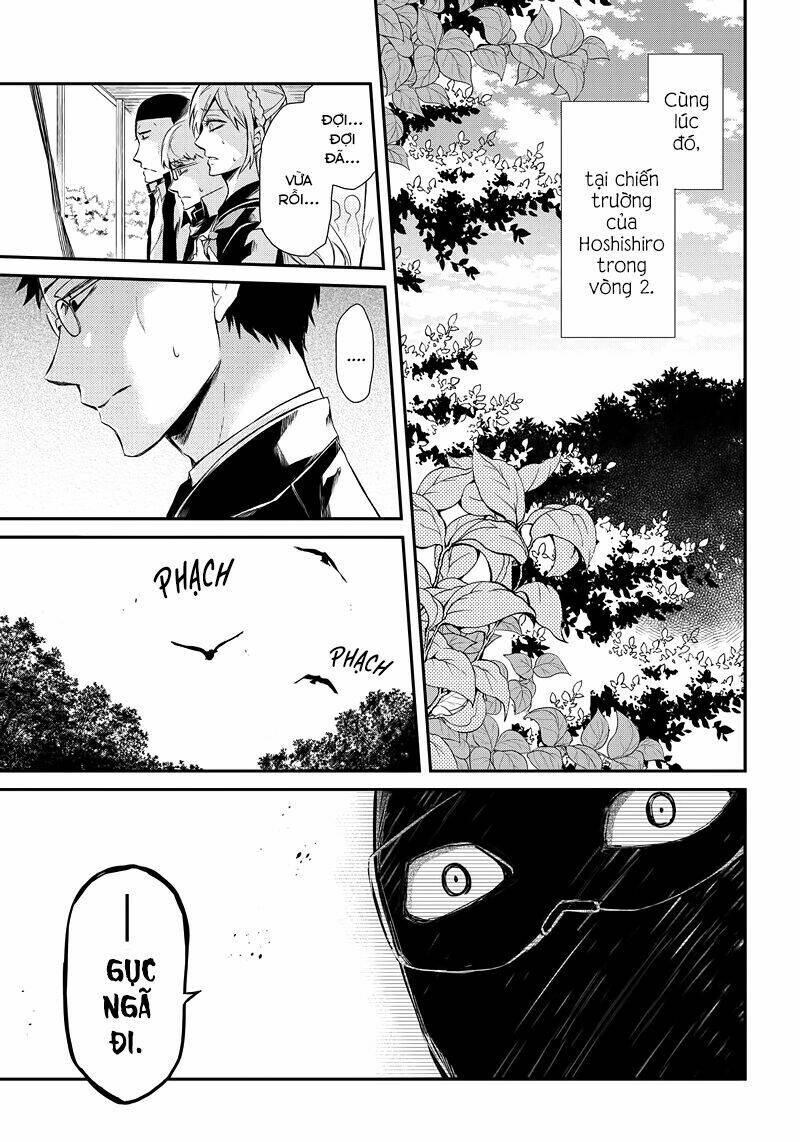 Cùng
lúc
đó,
tại chiến
trường
của
Hoshishiro
trong
vòng 2.
ĐỢI...
ĐỢI
ĐÃ...
VỪA
RỒI...
....
PHẠCH
PHẠCH
—
GỤC
NGÃ
ĐI.